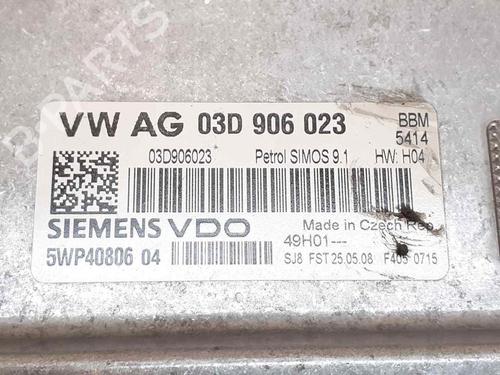 VW AG 03D 906 023 BBM
5414
03D906023 Petrol SIMOS 9.1 HW: H04
SIEMENS VDO Made in Czech Rep
5WP40806 04 49H01---
SJ8 FST 25.05.08 F405 0715
B-PARTS